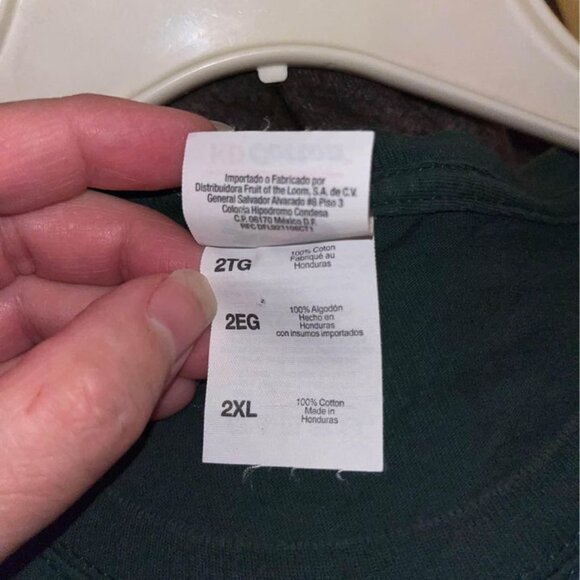 Importado o Fabricado por
Distribuidora Fruit of the Loom, S.A. de C.V.
General Salvador Alvarado #8 Piso 3
Colonia Hipodromo Condesa
C.P. 06170 México D.F.
2TG
100% Coton
Fabriqué au
Honduras
2EG
100% Algodón
Hecho en
Honduras
con insumos importados
2XL
100% Cotton
Made in
Honduras